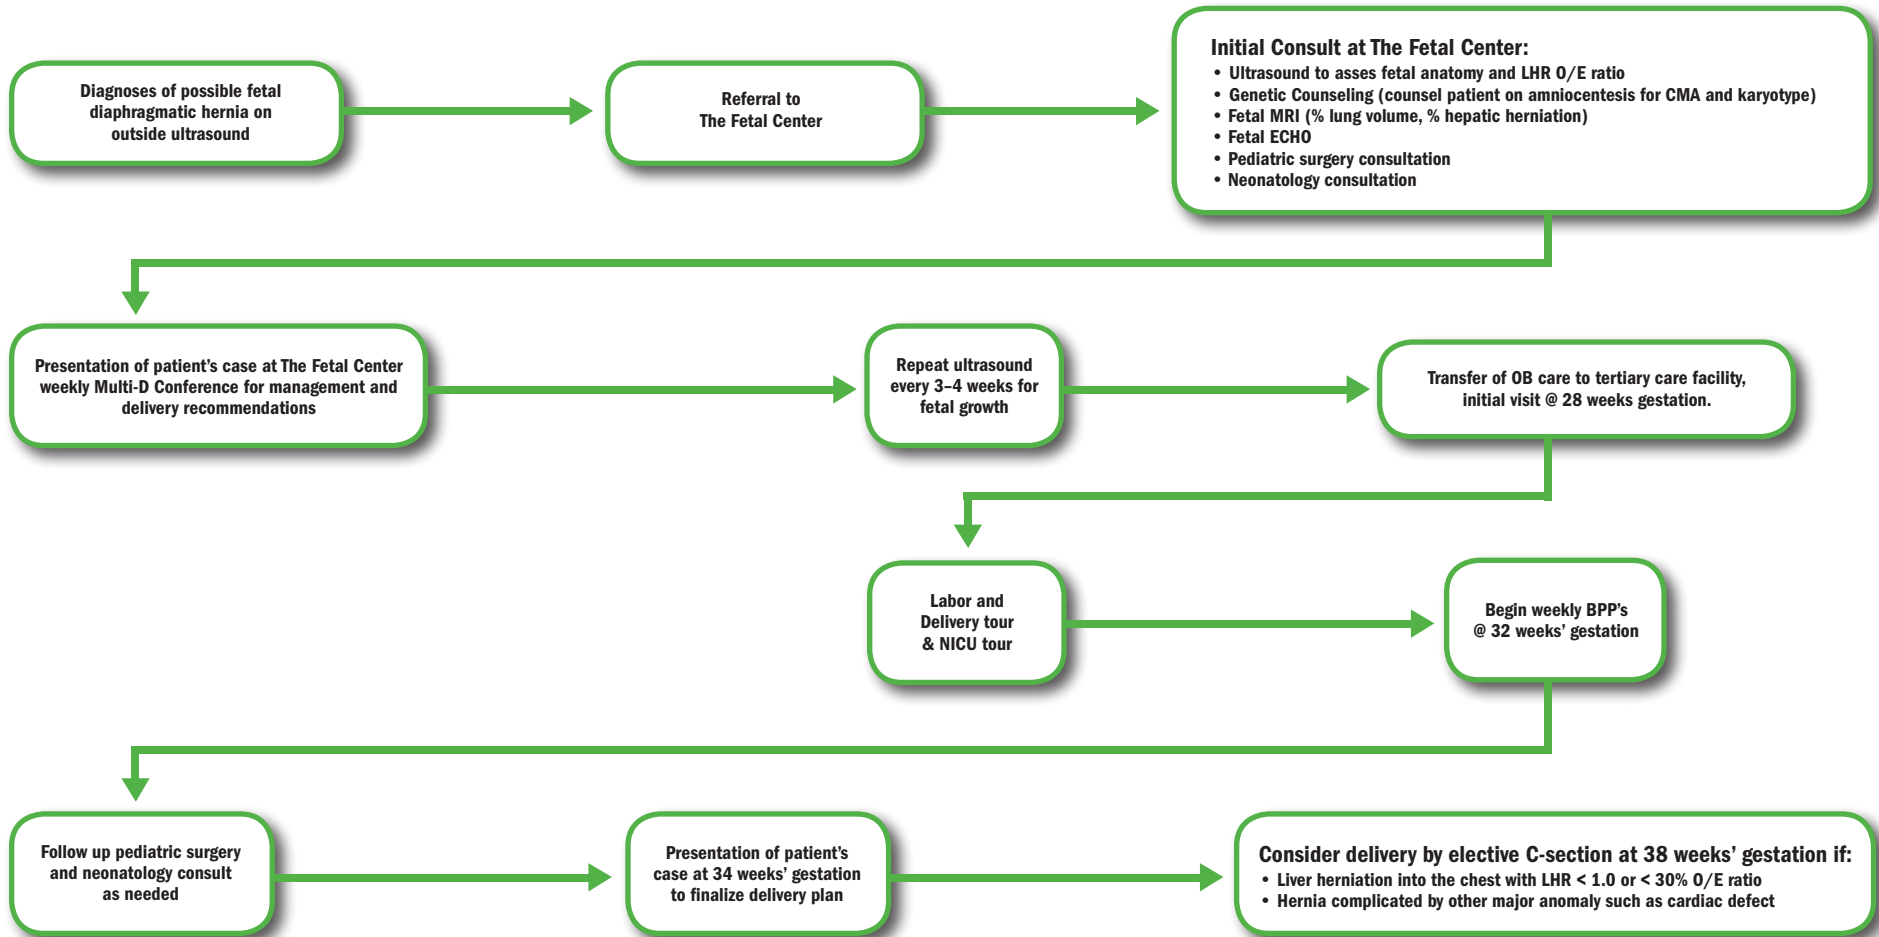 Diagnoses of possible fetal
diaphragmatic hernia on
outside ultrasound
Referral to
The Fetal Center
Initial Consult at The Fetal Center:
• Ultrasound to asses fetal anatomy and LHR O/E ratio
• Genetic Counseling (counsel patient on amniocentesis for CMA and karyotype)
• Fetal MRI (% lung volume, % hepatic herniation)
• Fetal ECHO
• Pediatric surgery consultation
• Neonatology consultation
Presentation of patient’s case at The Fetal Center
weekly Multi-D Conference for management and
delivery recommendations
Repeat ultrasound
every 3–4 weeks for
fetal growth
Transfer of OB care to tertiary care facility,
initial visit @ 28 weeks gestation.
Labor and
Delivery tour
& NICU tour
Begin weekly BPP’s
@ 32 weeks’ gestation
Follow up pediatric surgery
and neonatology consult
as needed
Presentation of patient’s
case at 34 weeks’ gestation
to finalize delivery plan
Consider delivery by elective C-section at 38 weeks’ gestation if:
• Liver herniation into the chest with LHR < 1.0 or < 30% O/E ratio
• Hernia complicated by other major anomaly such as cardiac defect